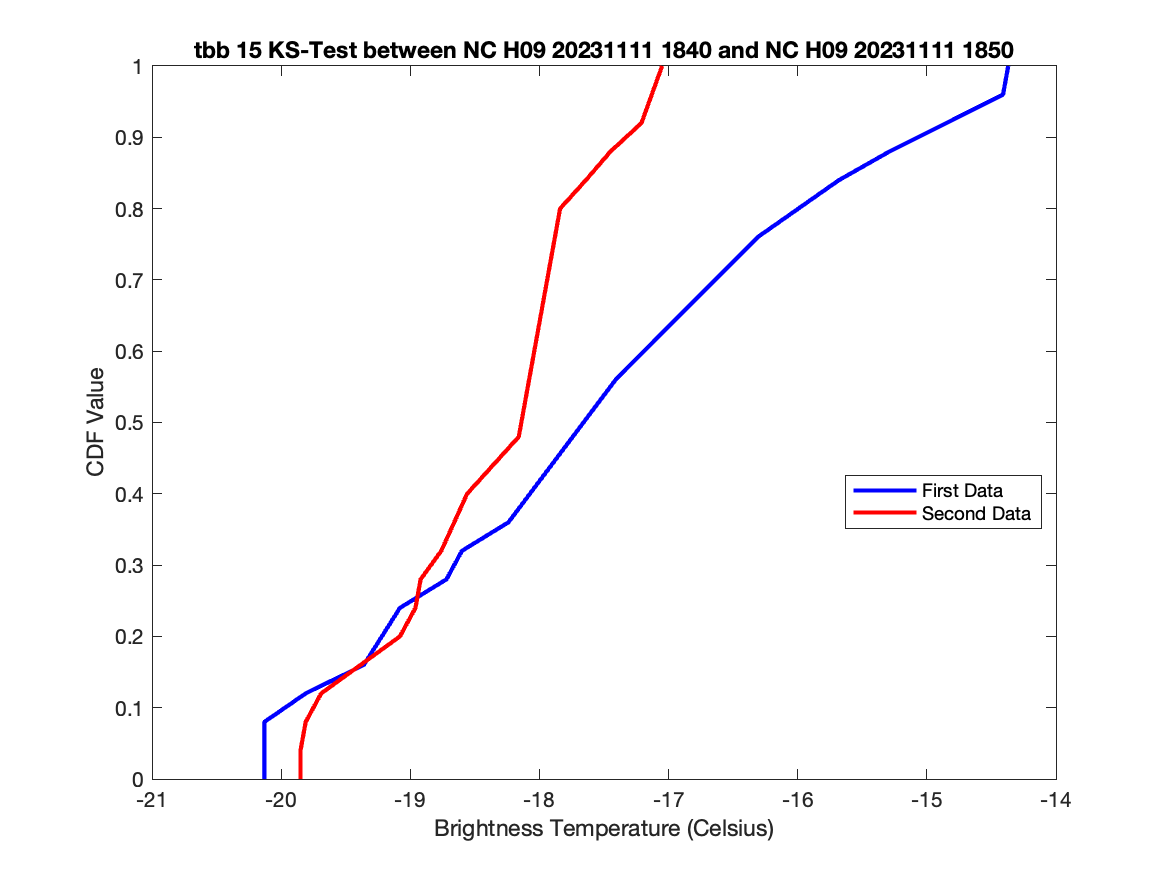 tbb 15 KS-Test between NC H09 20231111 1840 and NC H09 20231111 1850
1
0.9
0.8
0.7
0.6
0.5
0.4
0.3
0.2
0.1
0
CDF Value
First Data
Second Data
-21 -20 -19 -18 -17 -16 -15 -14
Brightness Temperature (Celsius)